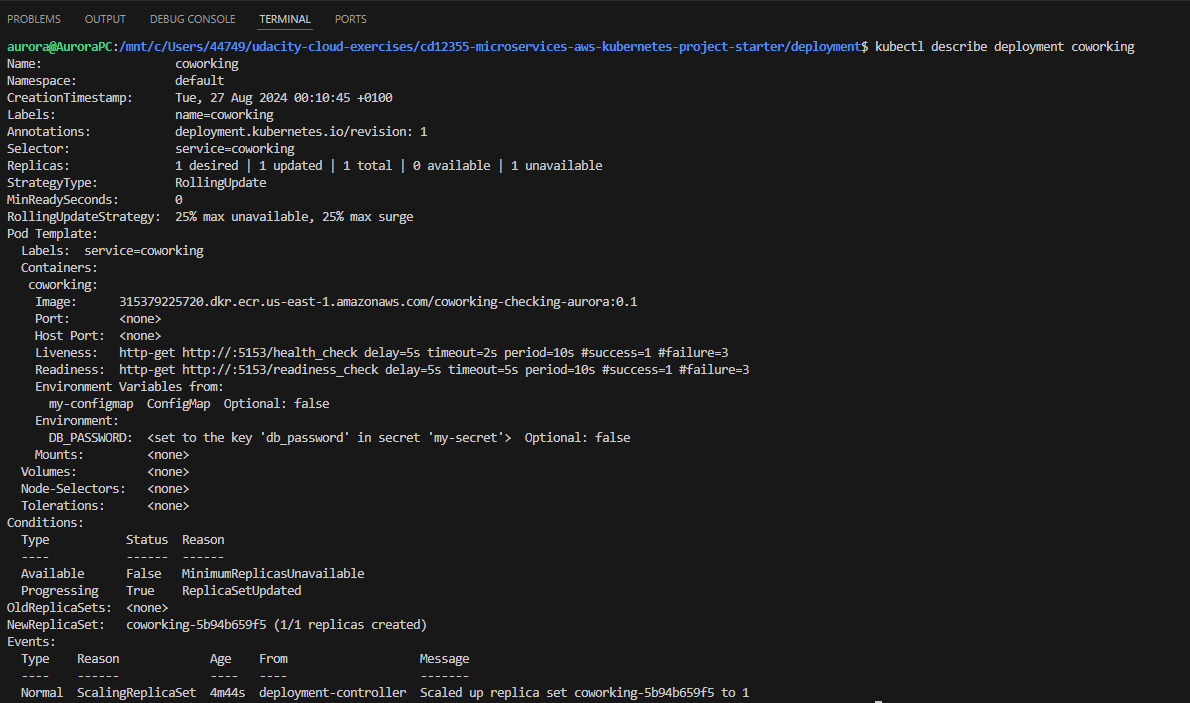 PROBLEMS OUTPUT DEBUG CONSOLE TERMINAL PORTS
aurora@AuroraPC:/mnt/c/Users/44749/udacity-cloud-exercises/cd12355-microservices-aws-kubernetes-project-starter/deployment$ kubectl describe deployment coworking
Name:                   coworking
Namespace:              default
CreationTimestamp:      Tue, 27 Aug 2024 00:10:45 +0100
Labels:                 name=coworking
Annotations:            deployment.kubernetes.io/revision: 1
Selector:               service=coworking
Replicas:               1 desired | 1 updated | 1 total | 0 available | 1 unavailable
StrategyType:           RollingUpdate
MinReadySeconds:        0
RollingUpdateStrategy:  25% max unavailable, 25% max surge
Pod Template:
  Labels:  service=coworking
  Containers:
   coworking:
    Image:      315379225720.dkr.ecr.us-east-1.amazonaws.com/coworking-checking-aurora:0.1
    Port:       <none>
    Host Port:  <none>
    Liveness:   http-get http://:5153/health_check delay=5s timeout=2s period=10s #success=1 #failure=3
    Readiness:  http-get http://:5153/readiness_check delay=5s timeout=5s period=10s #success=1 #failure=3
    Environment Variables from:
      my-configmap  ConfigMap  Optional: false
    Environment:
      DB_PASSWORD:  <set to the key 'db_password' in secret 'my-secret'>  Optional: false
    Mounts:         <none>
  Volumes:          <none>
  Node-Selectors:   <none>
  Tolerations:      <none>
Conditions:
  Type           Status  Reason
  ----           ------  ------
  Available      False   MinimumReplicasUnavailable
  Progressing    True    ReplicaSetUpdated
OldReplicaSets:  <none>
NewReplicaSet:   coworking-5b94b659f5 (1/1 replicas created)
Events:
  Type    Reason             Age    From                   Message
  ----    ------             ----   ----                   -------
  Normal  ScalingReplicaSet  4m44s  deployment-controller  Scaled up replica set coworking-5b94b659f5 to 1